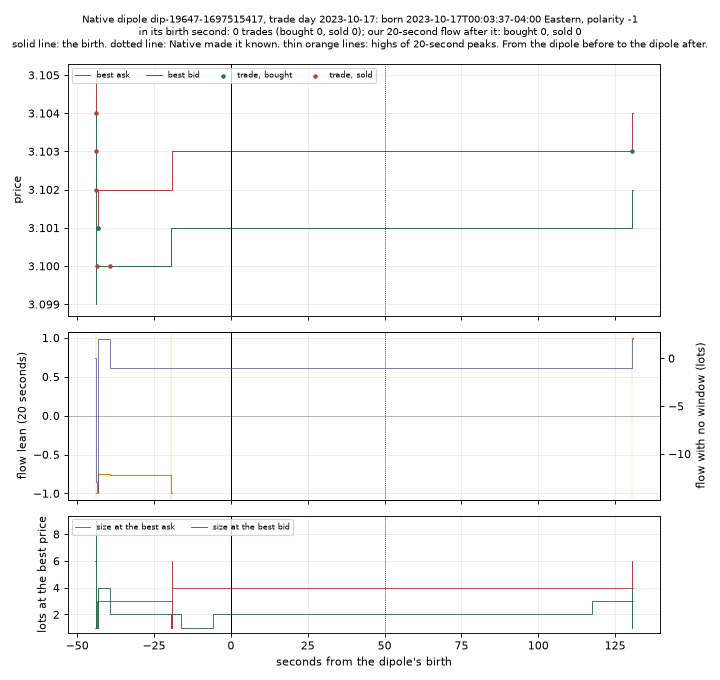 Native dipole dip-19647-1697515417, trade day 2023-10-17: born 2023-10-17T00:03:37-04:00 Eastern, polarity -1
in its birth second: 0 trades (bought 0, sold 0); our 20-second flow after it: bought 0, sold 0
solid line: the birth. dotted line: Native made it known. thin orange lines: highs of 20-second peaks. From the dipole before to the dipole after.
best ask
best bid
trade, bought
trade, sold
3.105
3.104
3.103
3.102
3.101
3.100
3.099
price
1.0
0.5
0.0
−0.5
−1.0
flow lean (20 seconds)
0
−5
−10
flow with no window (lots)
size at the best ask
size at the best bid
8
6
4
2
lots at the best price
−50
−25
0
25
50
75
100
125
seconds from the dipole's birth